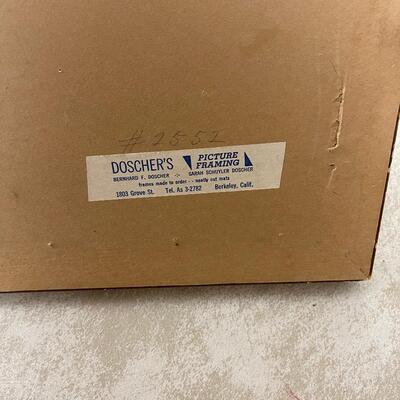 #2552
DOSCHER'S PICTURE FRAMING
BERNHARD F. DOSCHER -:- SARAH SCHUYLER DOSCHER
frames made to order - - neatly cut mats
1803 Grove St. Tel. As 3-2782 Berkeley, Calif.